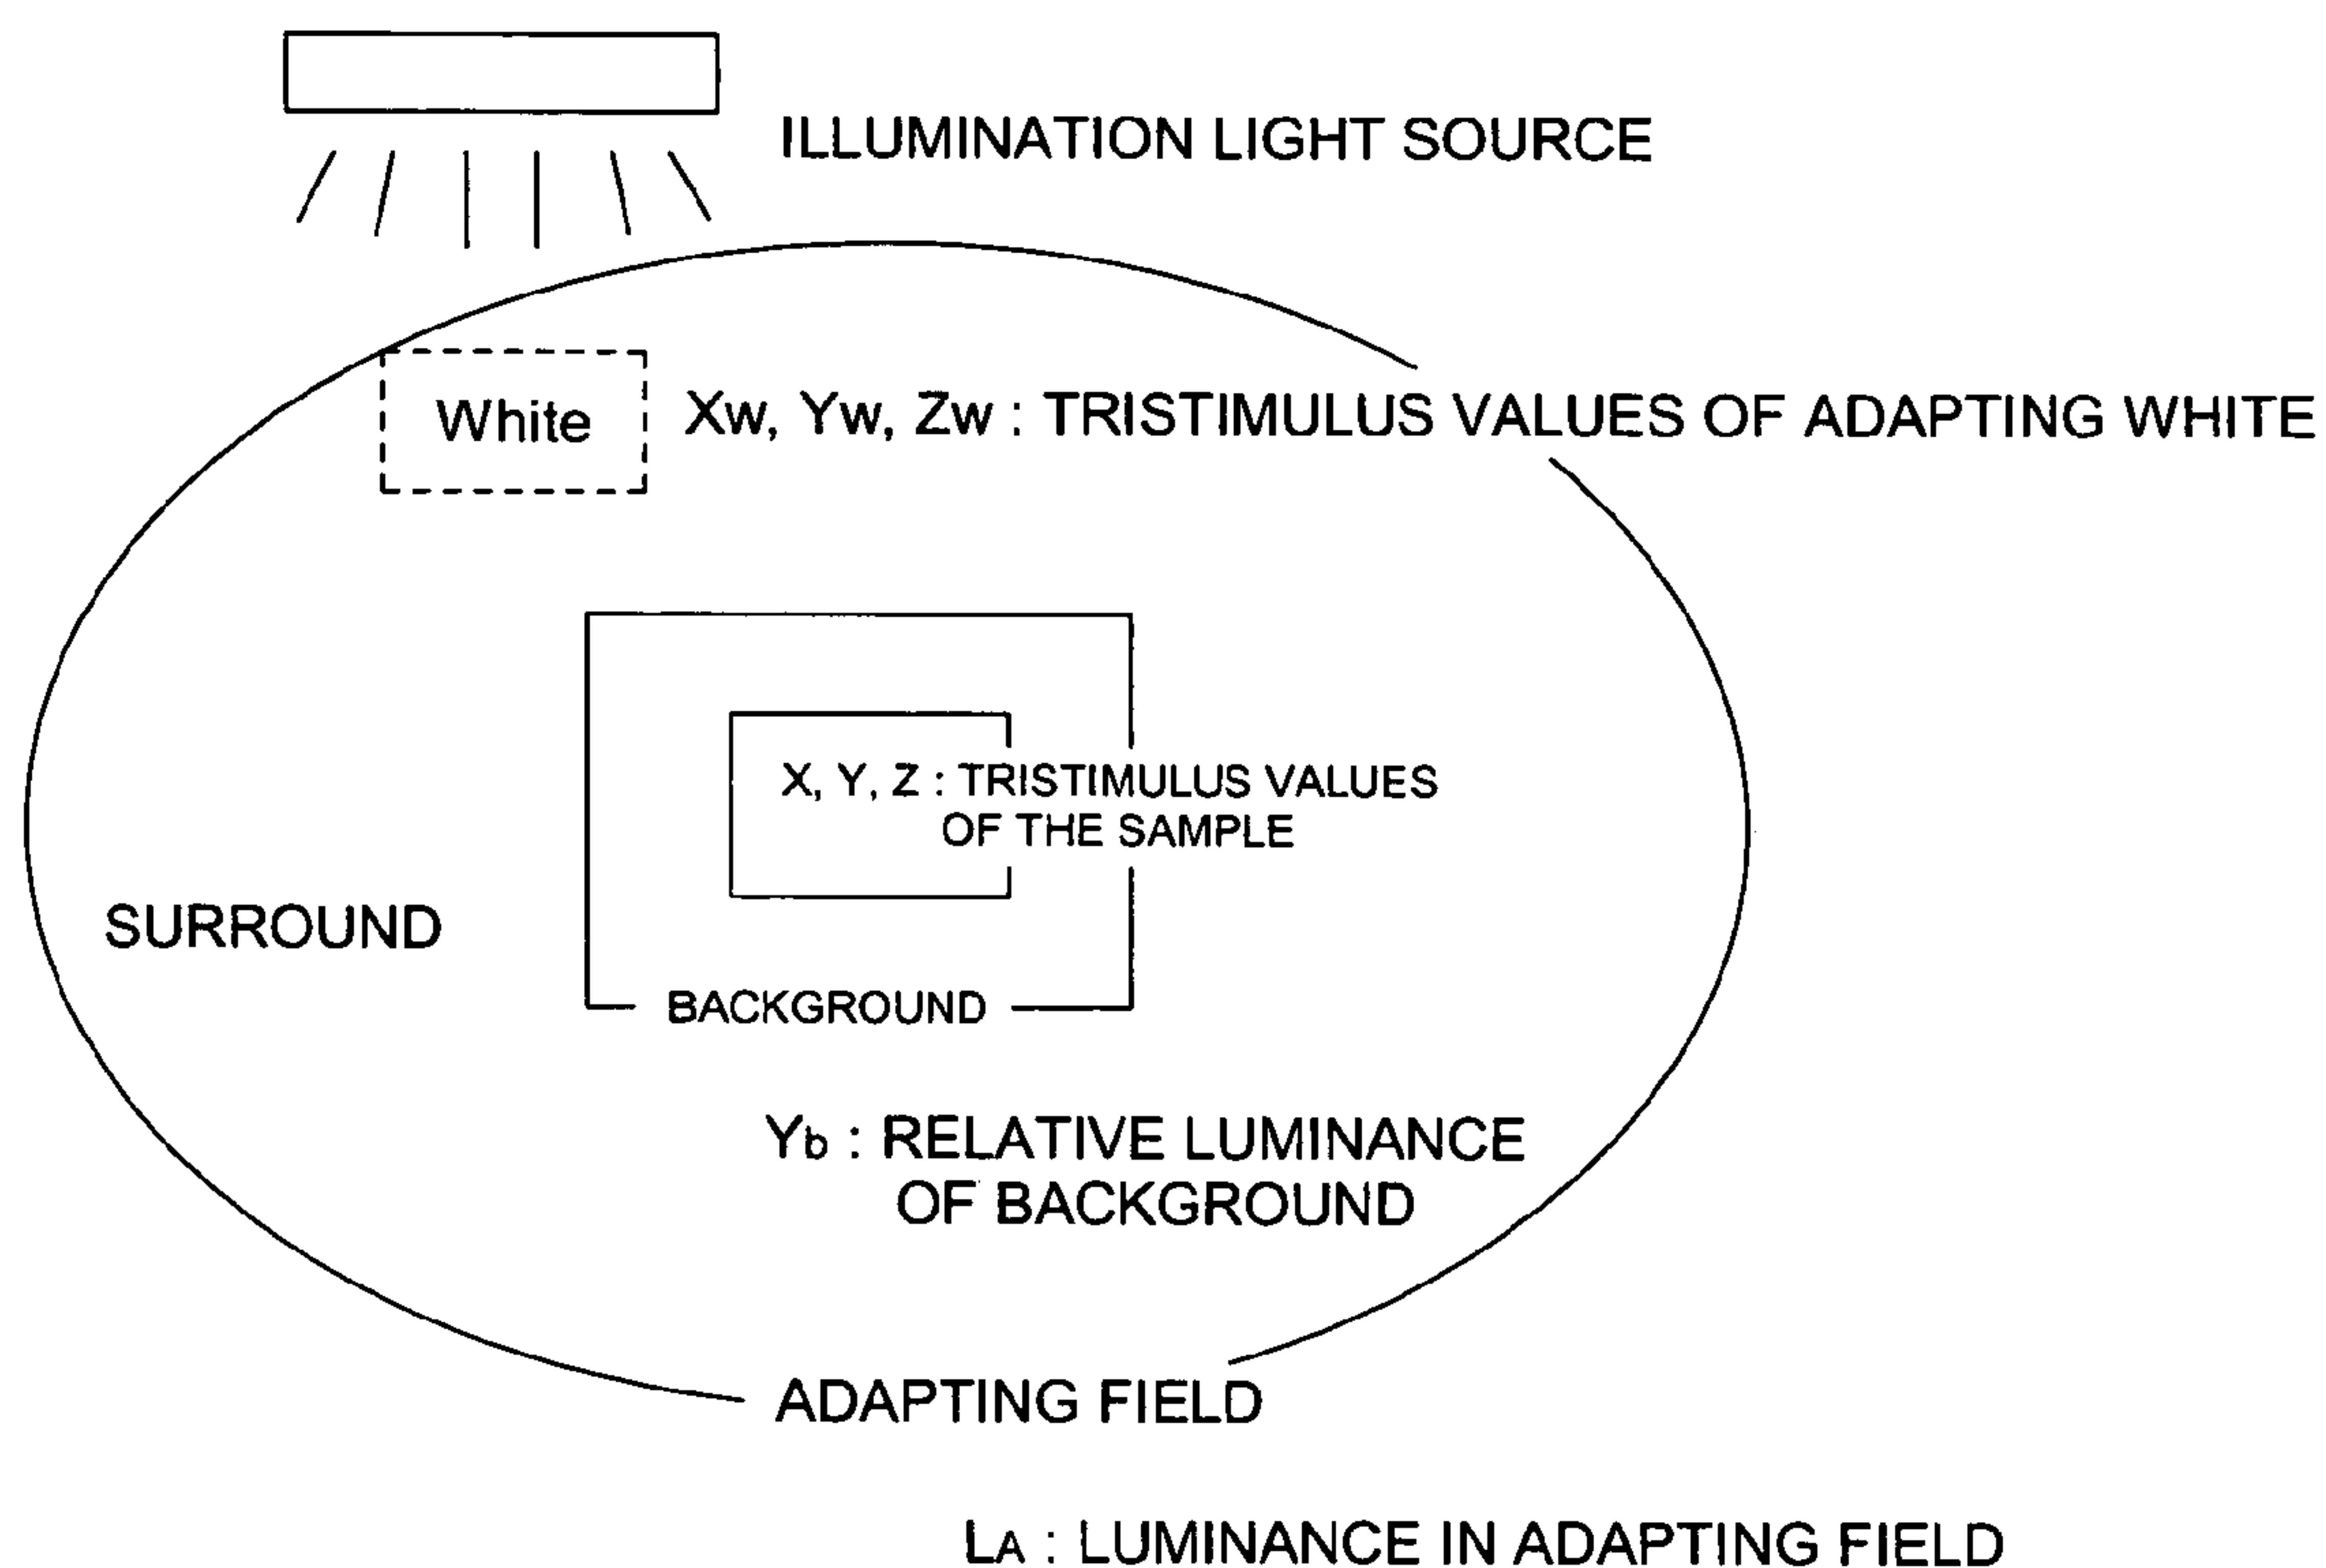 ILLUMINATION LIGHT SOURCE
White
Xw, Yw, Zw : TRISTIMULUS VALUES OF ADAPTING WHITE
X, Y, Z : TRISTIMULUS VALUES
OF THE SAMPLE
SURROUND
BACKGROUND
Yb : RELATIVE LUMINANCE
OF BACKGROUND
ADAPTING FIELD
LA : LUMINANCE IN ADAPTING FIELD